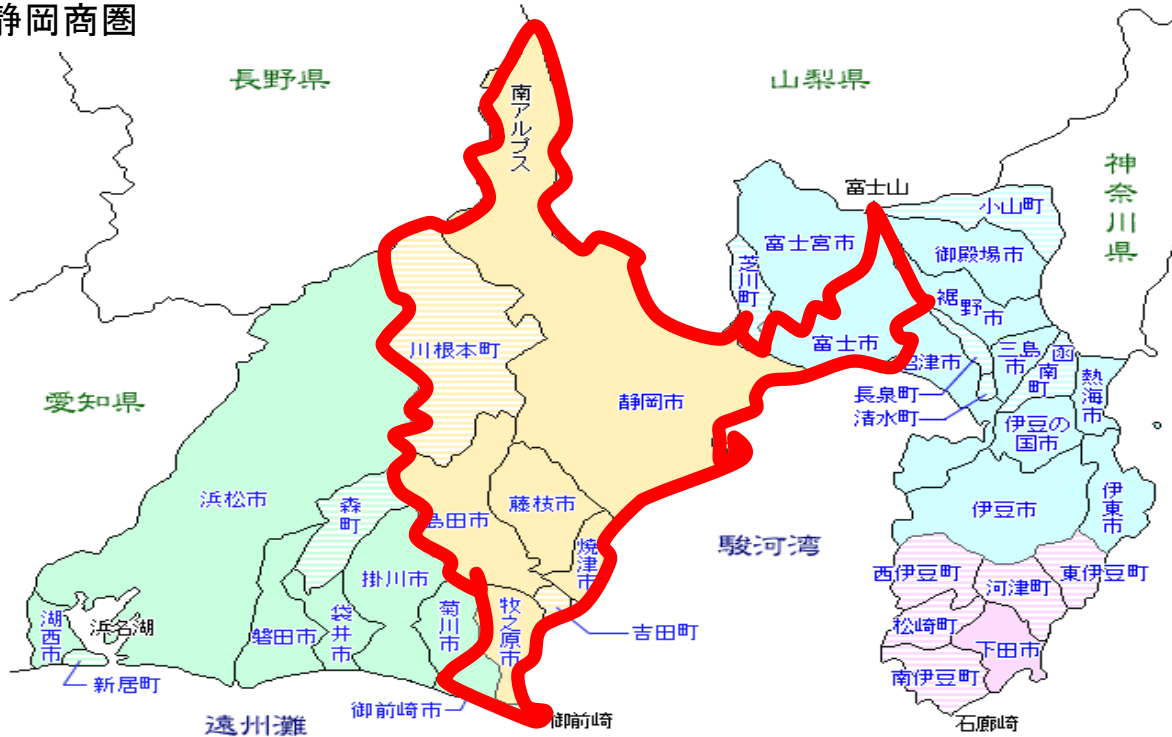 静岡商圏
長野県
山梨県
神奈川県
愛知県
南アルプス
富士山
小山町
富士宮市
御殿場市
芝川町
裾野市
富士市
三島市
函南町
沼津市
熱海市
長泉町
清水町
伊豆の国市
川根本町
静岡市
浜松市
森町
島田市
藤枝市
焼津市
駿河湾
伊豆市
伊東市
掛川市
菊川市
牧之原市
西伊豆町
河津町
東伊豆町
湖西市
浜名湖
磐田市
袋井市
吉田町
松崎町
下田市
新居町
御前崎市
南伊豆町
遠州灘
御前崎
石廊崎